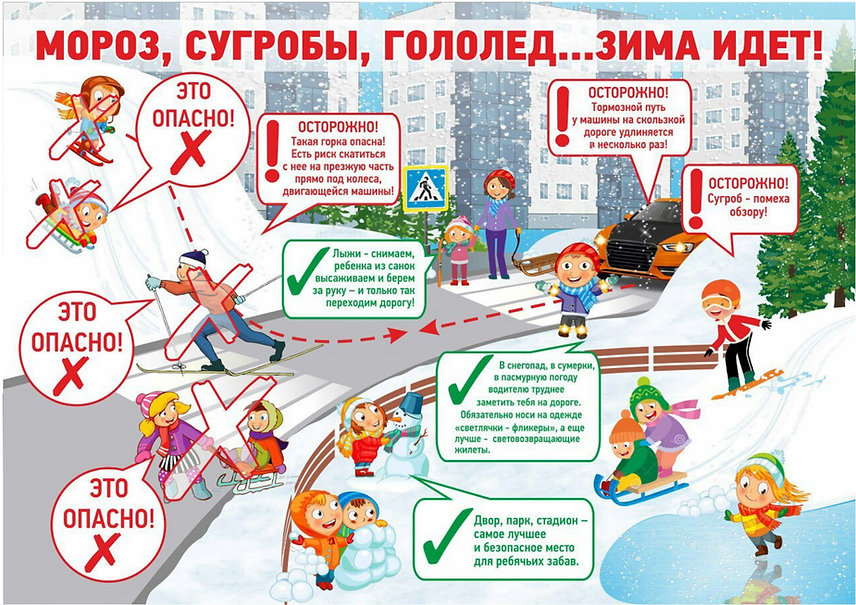 МОРОЗ, СУГРОБЫ, ГОЛОЛЕД...ЗИМА ИДЕТ!
ЭТО
ОПАСНО!
ОСТОРОЖНО!
Такая горка опасна!
Есть риск скатиться
с нее на презжую часть
прямо под колеса,
двигающейся машины!
ОСТОРОЖНО!
Тормозной путь
у машины на скользкой
дороге удлиняется
в несколько раз!
ОСТОРОЖНО!
Сугроб - помеха
обзору!
Лыжи - снимаем,
ребенка из санок
высаживаем и берем
за руку – и только так
переходим дорогу!
ЭТО
ОПАСНО!
В снегопад, в сумерки,
в пасмурную погоду
водителю труднее
заметить тебя на дороге.
Обязательно носи на одежде
«светлячки - фликеры», а еще
лучше - световозвращающие
жилеты.
ЭТО
ОПАСНО!
Двор, парк, стадион –
самое лучшее
и безопасное место
для ребячьих забав.